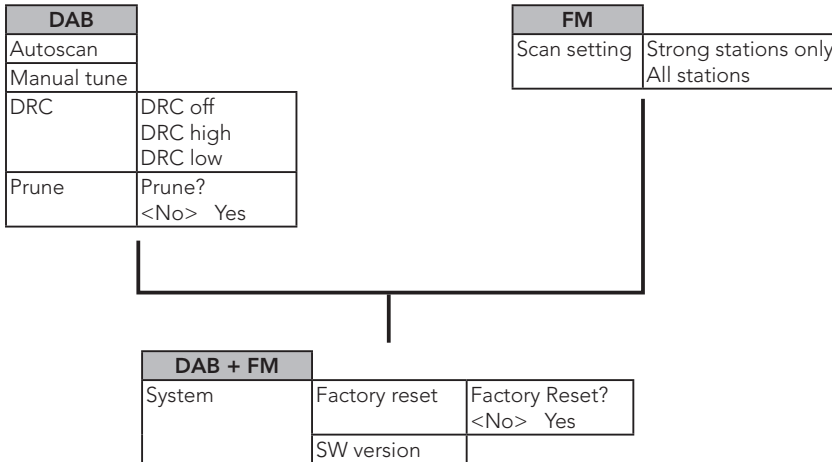 DAB
Autoscan
Manual tune
DRC DRC off
DRC high
DRC low
Prune Prune?
<No> Yes
FM
Scan setting Strong stations only
All stations
DAB + FM
System Factory reset Factory Reset?
<No> Yes
SW version